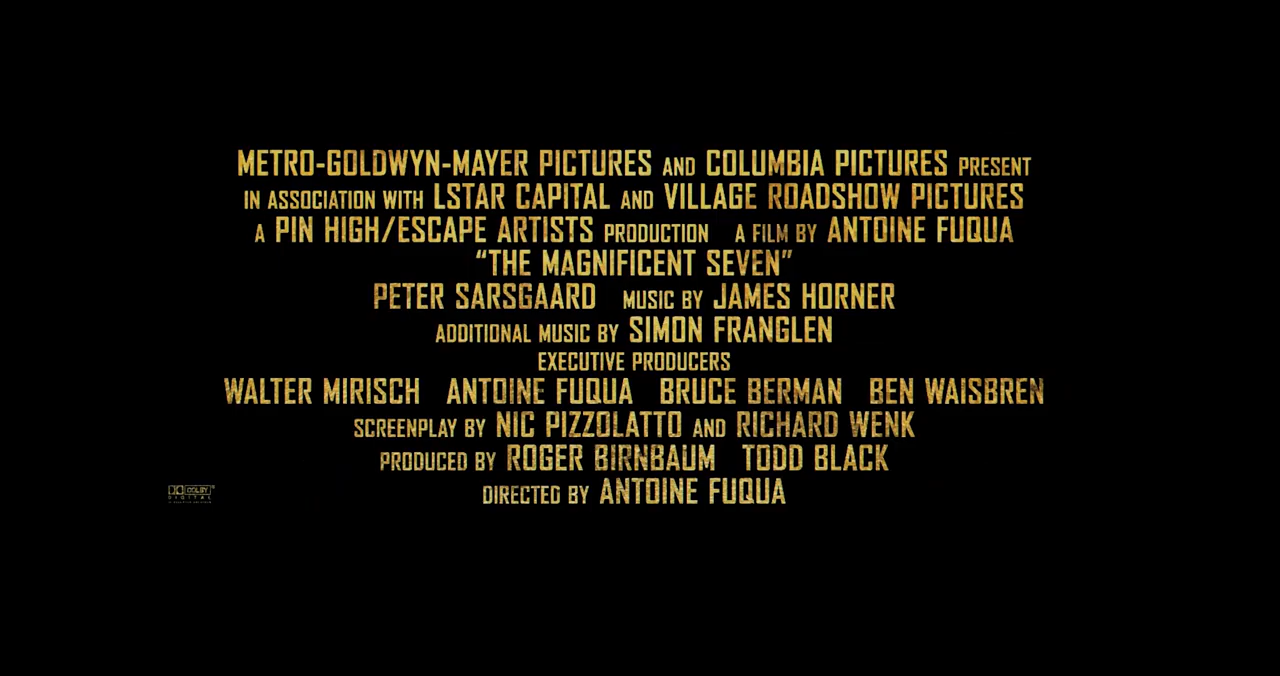 METRO-GOLDWYN-MAYER PICTURES AND COLUMBIA PICTURES PRESENT
IN ASSOCIATION WITH LSTAR CAPITAL AND VILLAGE ROADSHOW PICTURES
A PIN HIGH/ESCAPE ARTISTS PRODUCTION A FILM BY ANTOINE FUQUA
“THE MAGNIFICENT SEVEN”
PETER SARSGAARD MUSIC BY JAMES HORNER
ADDITIONAL MUSIC BY SIMON FRANGLEN
EXECUTIVE PRODUCERS
WALTER MIRISCH ANTOINE FUQUA BRUCE BERMAN BEN WAISBREN
SCREENPLAY BY NIC PIZZOLATTO AND RICHARD WENK
PRODUCED BY ROGER BIRNBAUM TODD BLACK
DIRECTED BY ANTOINE FUQUA
DOLBY
DIGITAL